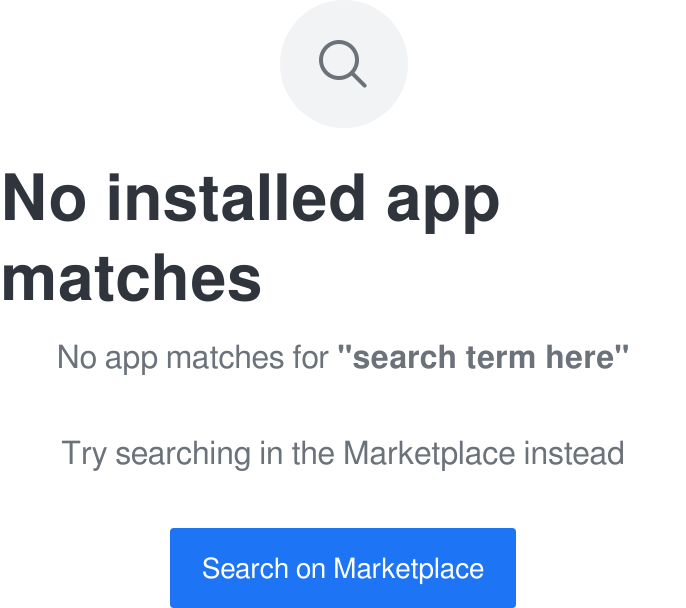 No installed app
matches
No app matches for "search term here"
Try searching in the Marketplace instead
Search on Marketplace